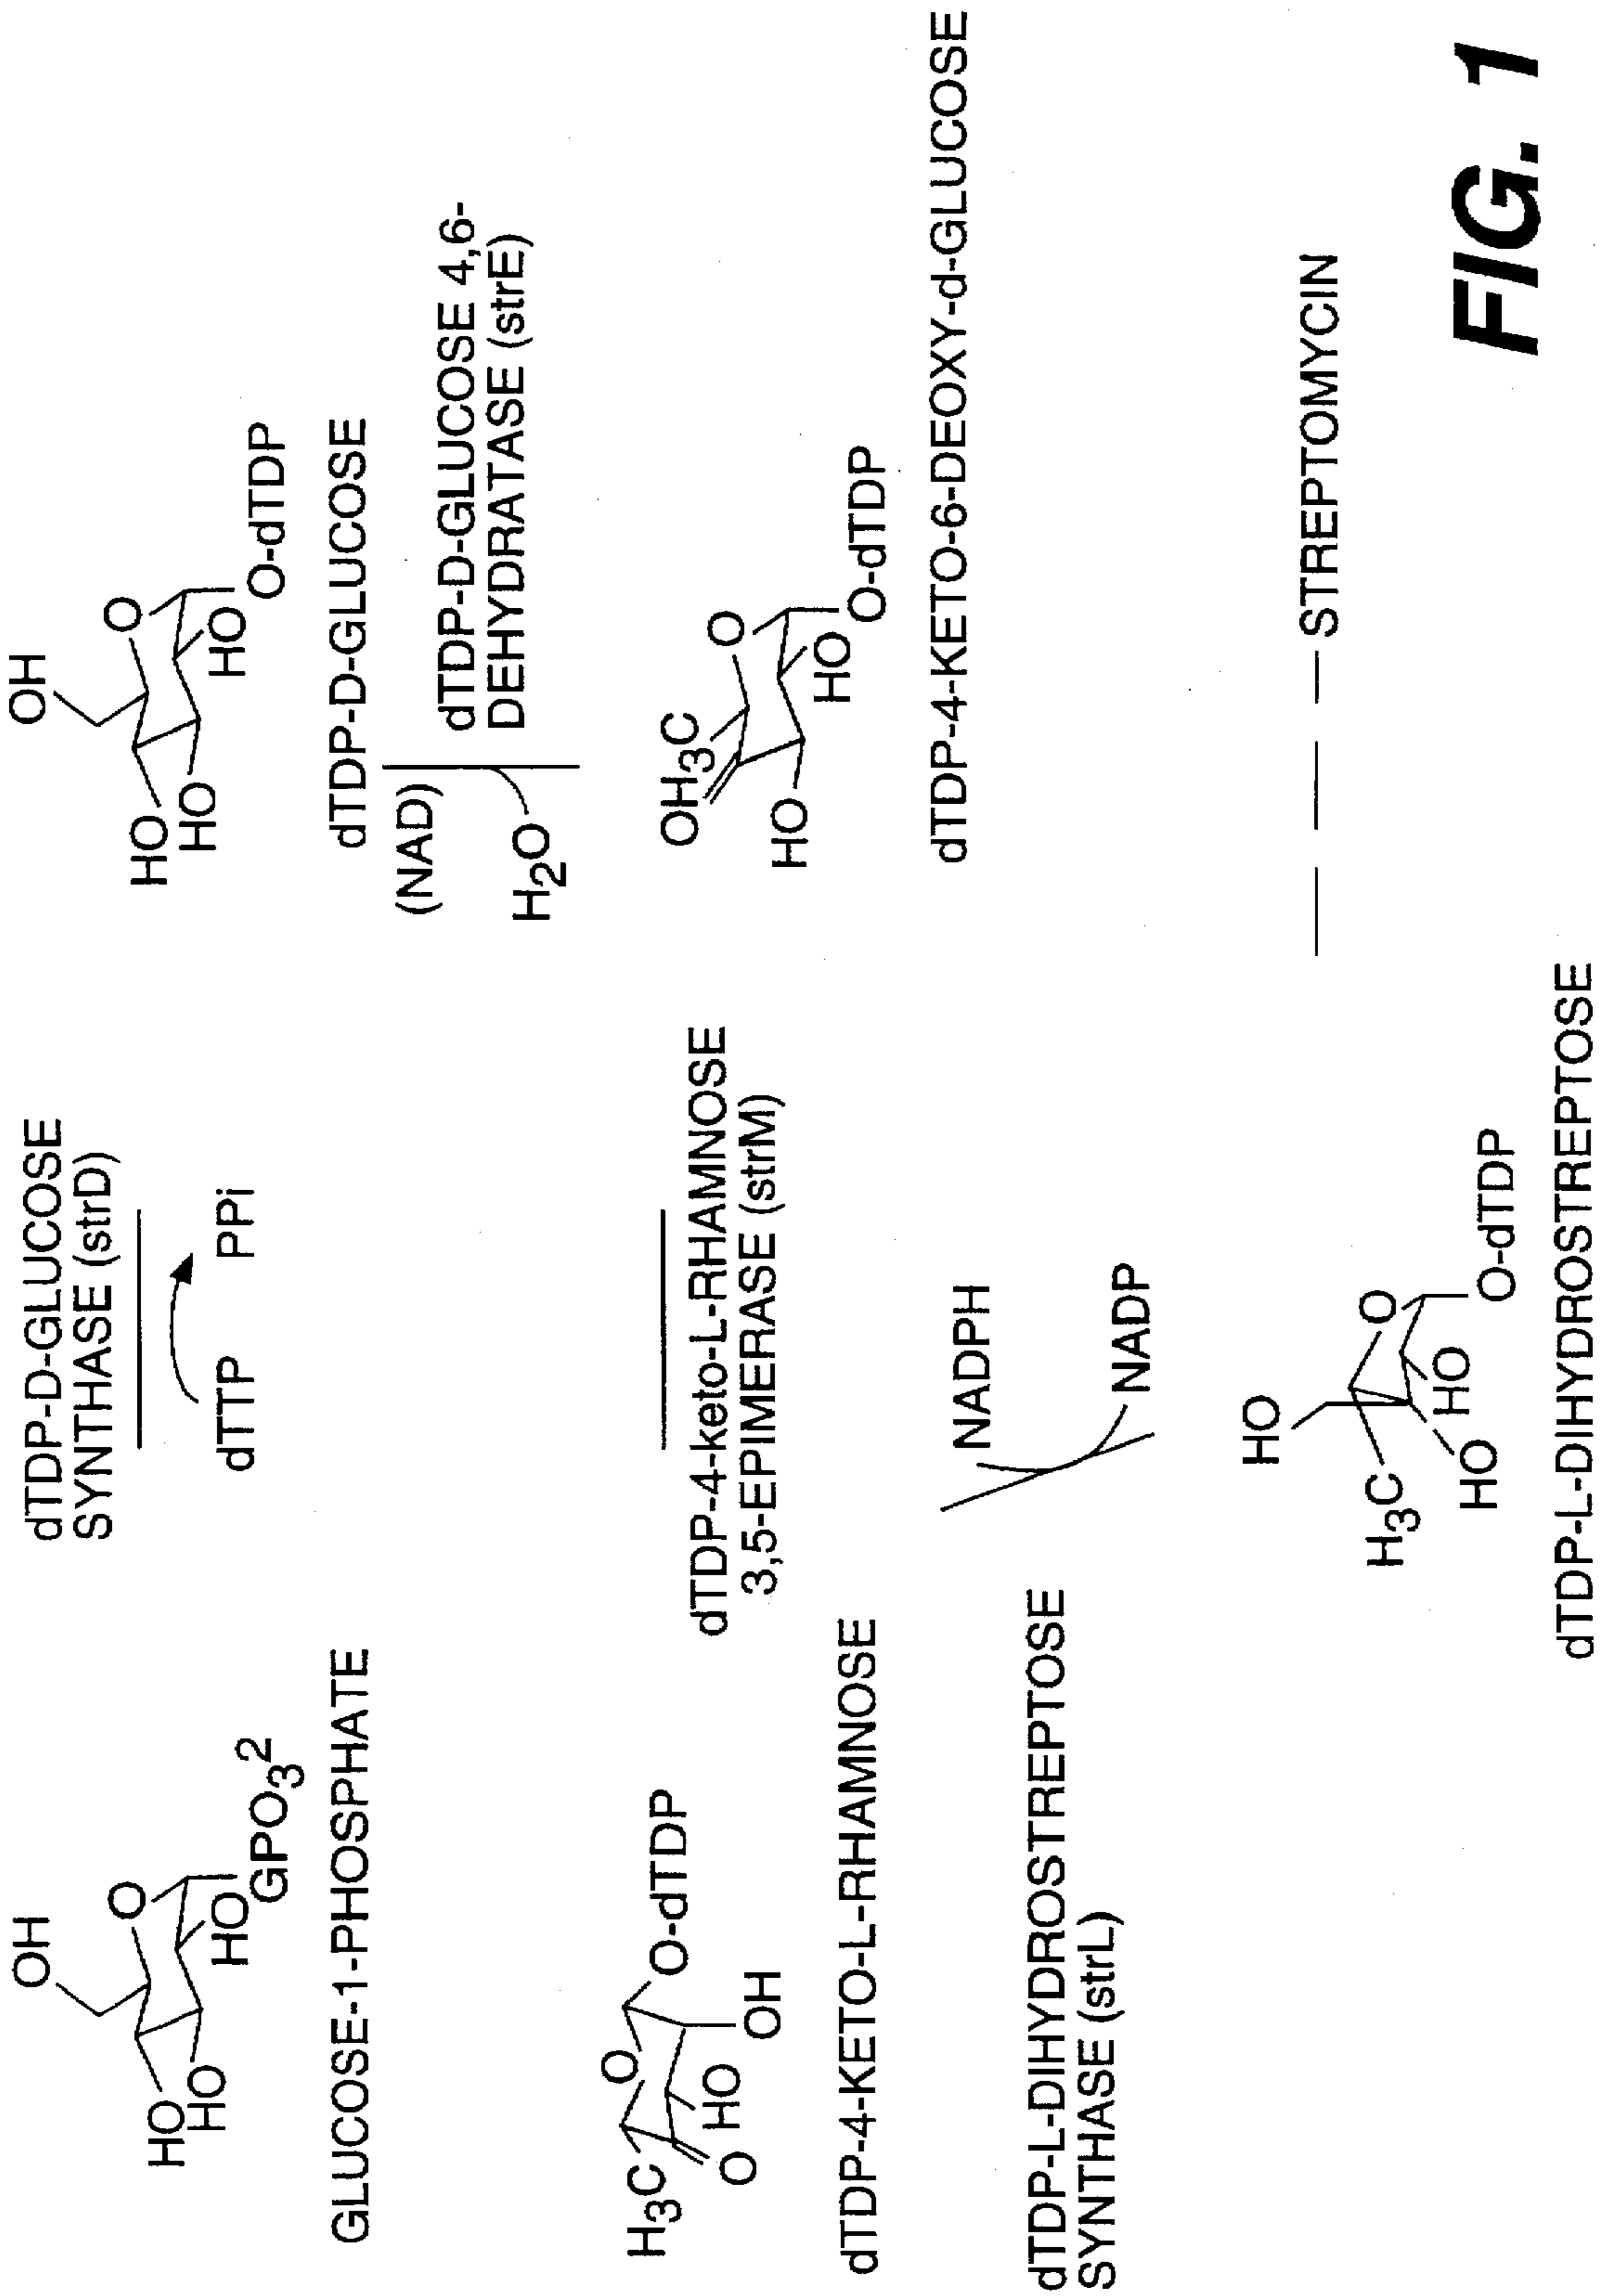 OH
O
HO
HO
HO
GPO3 2
GLUCOSE-1-PHOSPHATE
dTDP-D-GLUCOSE
SYNTHASE (strD)
dTTP PPi
OH
O
HO
HO
HO
O-dTDP
dTDP-D-GLUCOSE
(NAD)
H2O
dTDP-D-GLUCOSE 4,6-
DEHYDRATASE (strE)
OH3C
O
HO
HO
O-dTDP
dTDP-4-KETO-6-DEOXY-d-GLUCOSE
dTDP-4-keto-L-RHAMNOSE
3,5-EPIMERASE (strM)
H3C
O
O-dTDP
HO
O
OH
dTDP-4-KETO-L-RHAMNOSE
dTDP-L-DIHYDROSTREPTOSE
SYNTHASE (strL)
NADPH
NADP
HO
H3C
O
HO
HO
O-dTDP
dTDP-L-DIHYDROSTREPTOSE
STREPTOMYCIN
FIG. 1